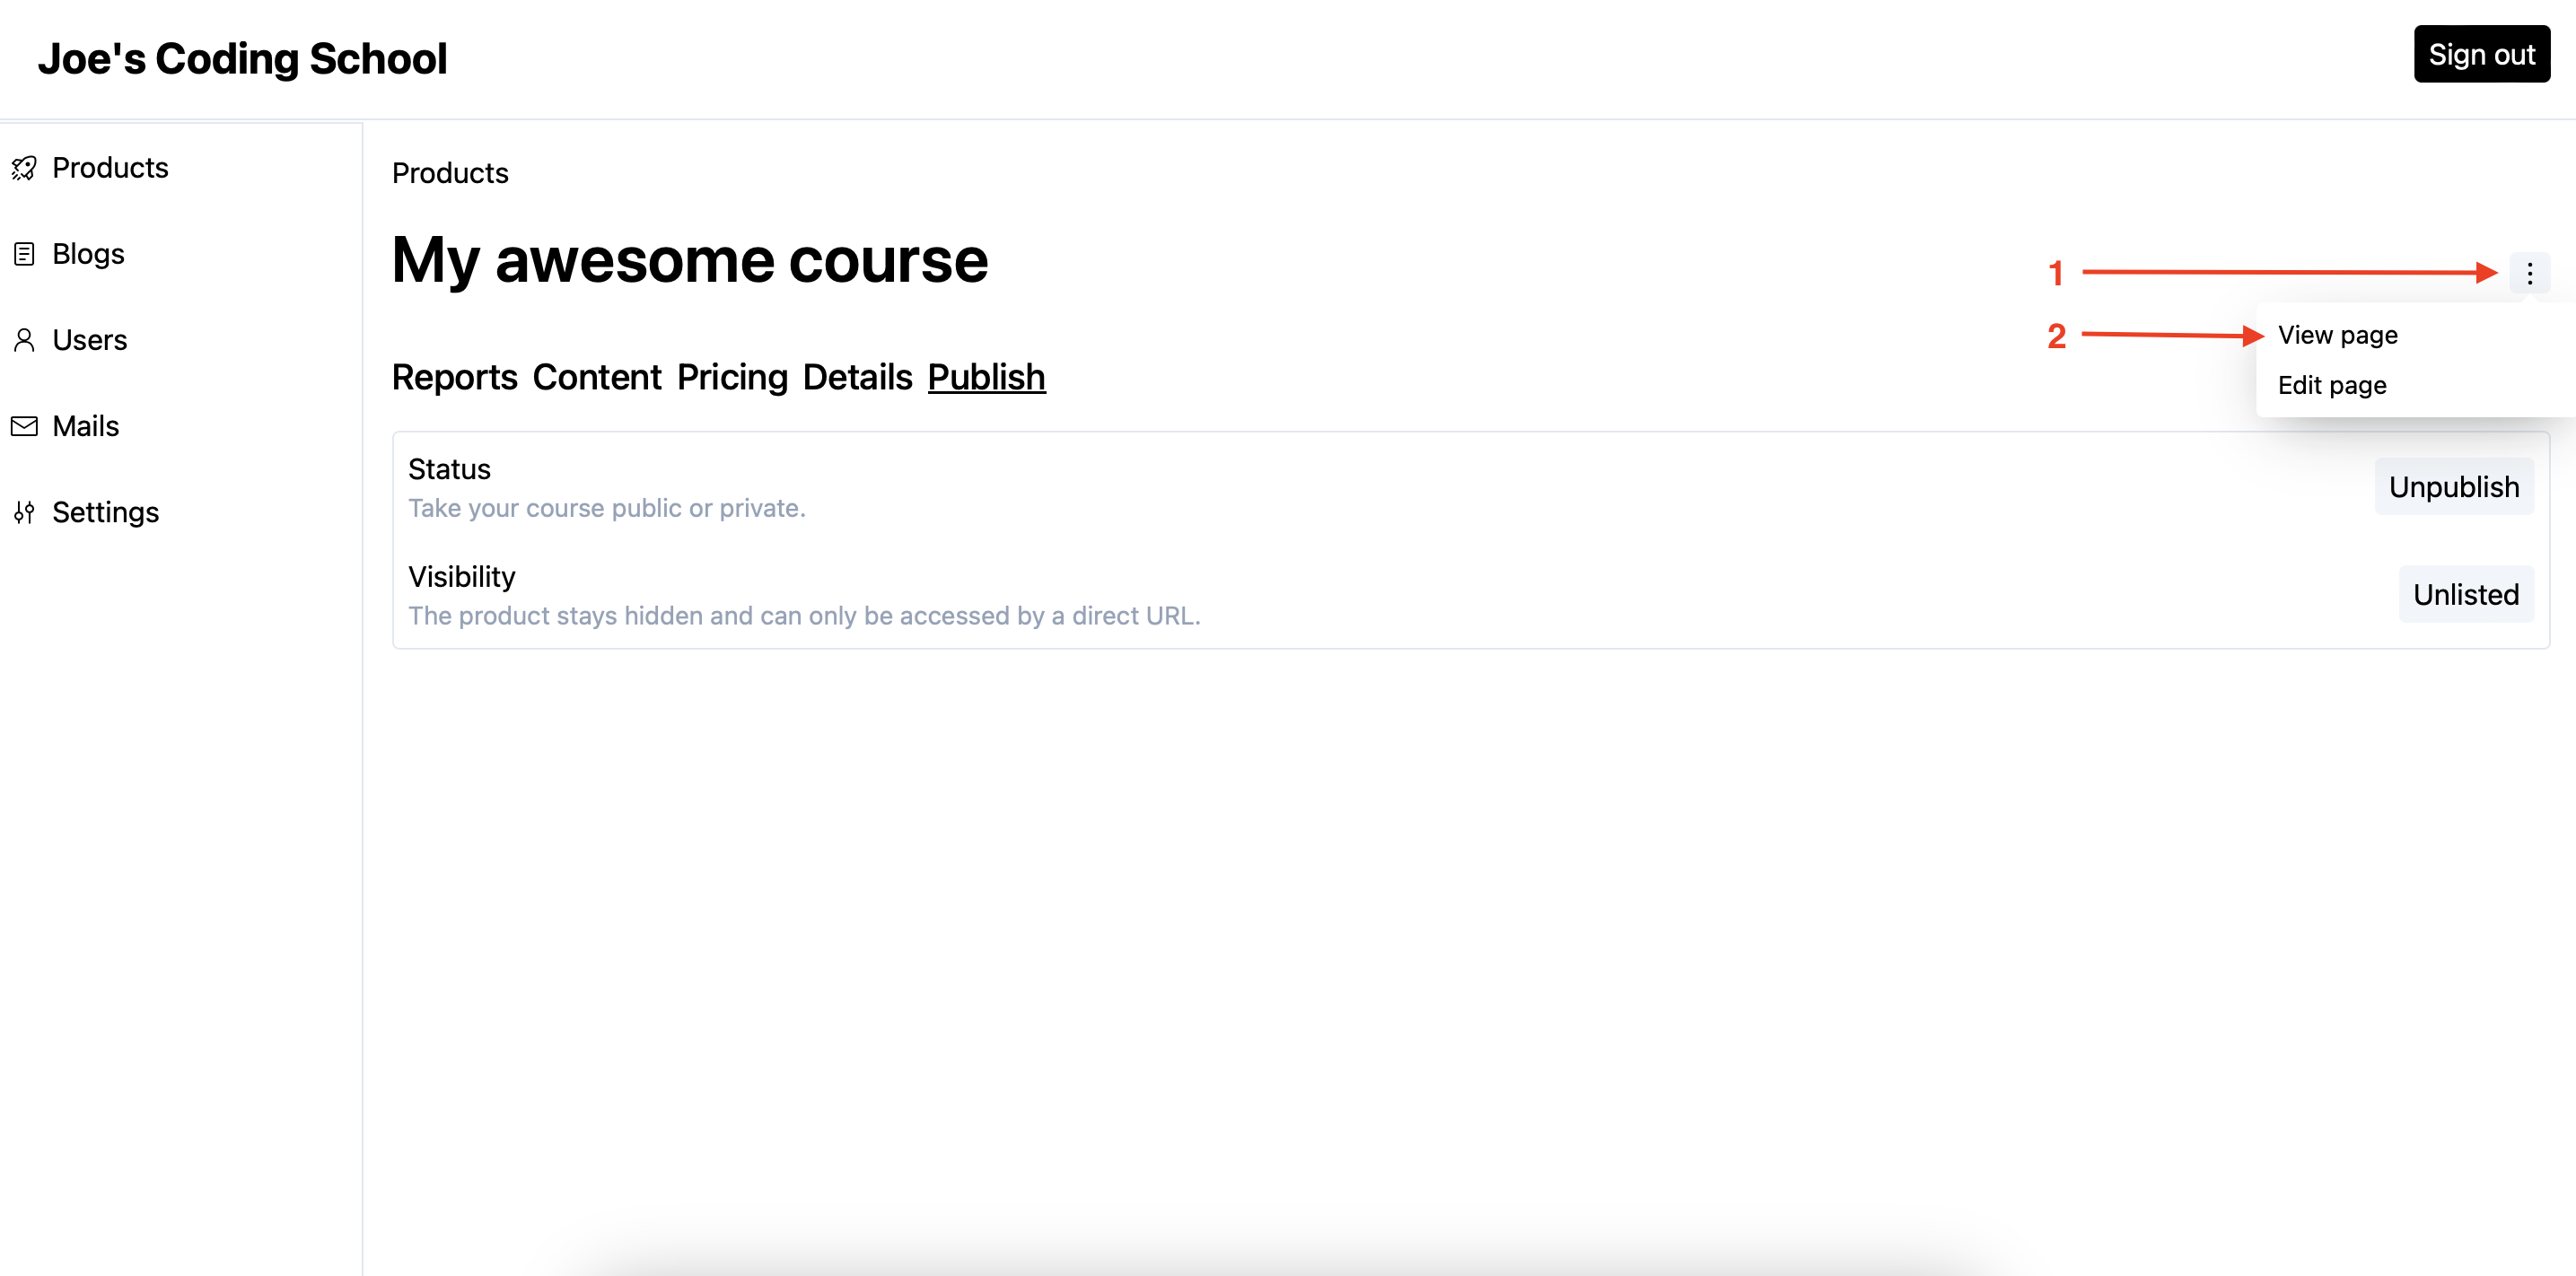 Joe's Coding School
Sign out
Products
Blogs
Users
Mails
Settings
Products
My awesome course
1
2
View page
Edit page
Reports Content Pricing Details Publish
Status
Take your course public or private.
Unpublish
Visibility
The product stays hidden and can only be accessed by a direct URL.
Unlisted